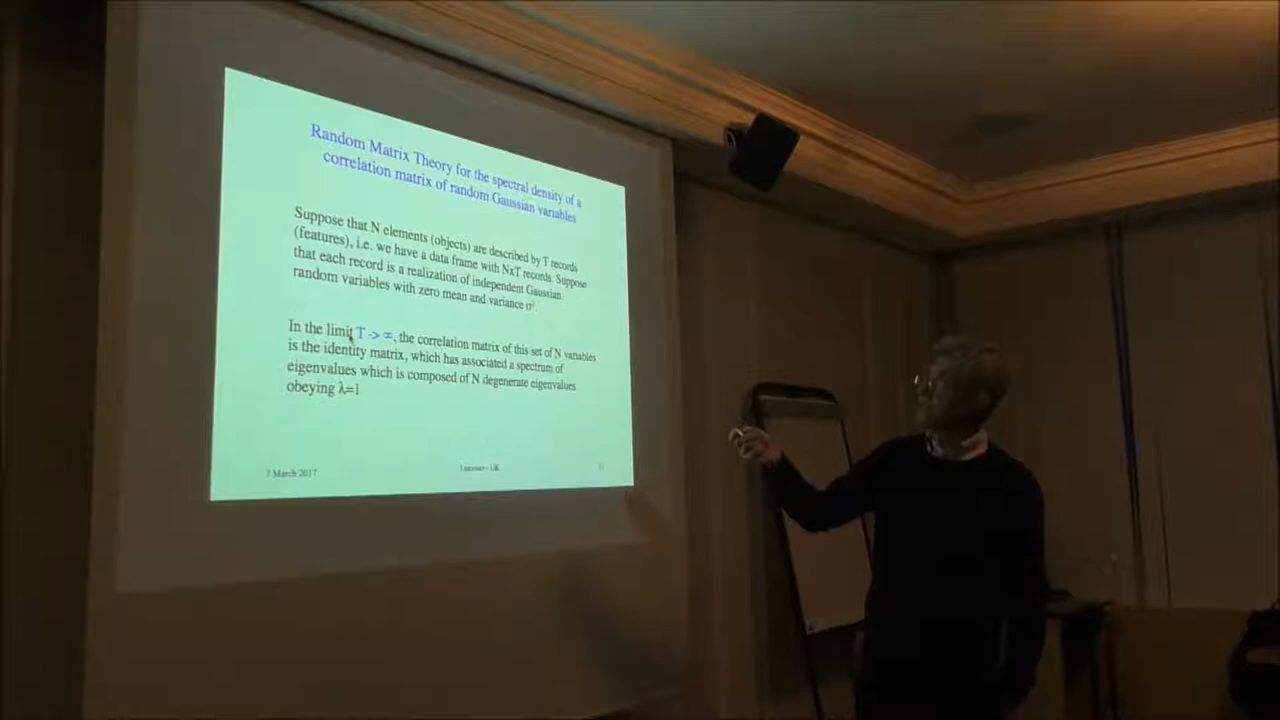 Random Matrix Theory for the spectral density of a
correlation matrix of random Gaussian variables
Suppose that N elements (objects) are described by T records
(features), i.e. we have a data frame with NxT records. Suppose
that each record is a realization of independent Gaussian
random variables with zero mean and variance σ².
In the limit T -> ∞, the correlation matrix of this set of N variables
is the identity matrix, which has associated a spectrum of
eigenvalues which is composed of N degenerate eigenvalues
obeying λ=1
7 March 2017
UK